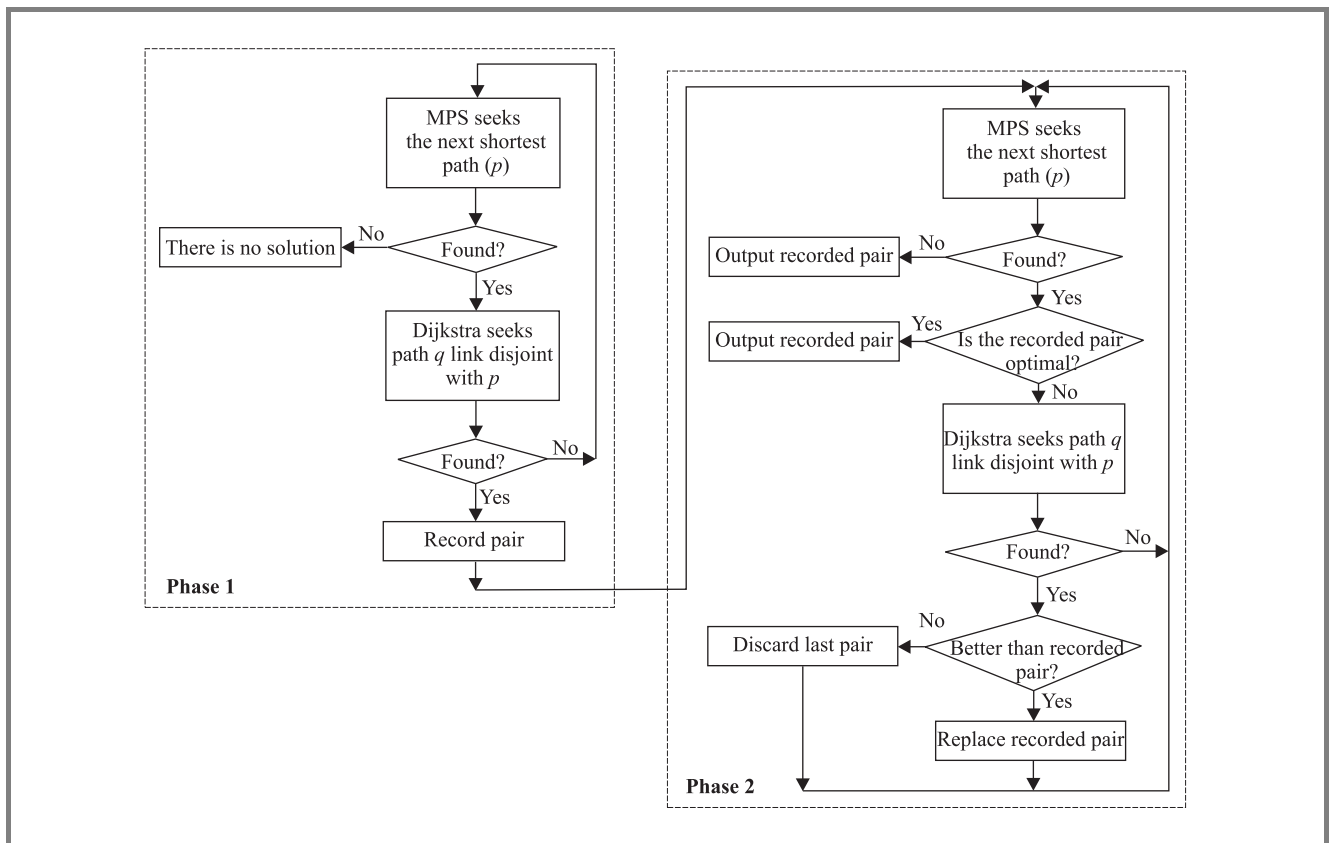 MPS seeks
the next shortest
path (p)
There is no solution
No
Found?
Yes
Dijkstra seeks
path q link disjoint
with p
Found?
No
Yes
Record pair
Phase 1
MPS seeks
the next shortest
path (p)
Output recorded pair
No
Found?
Yes
Output recorded pair
Yes
Is the recorded pair
optimal?
No
Dijkstra seeks path q
link disjoint with p
Found?
No
Yes
No
Discard last pair
Better than recorded
pair?
Yes
Replace recorded pair
Phase 2